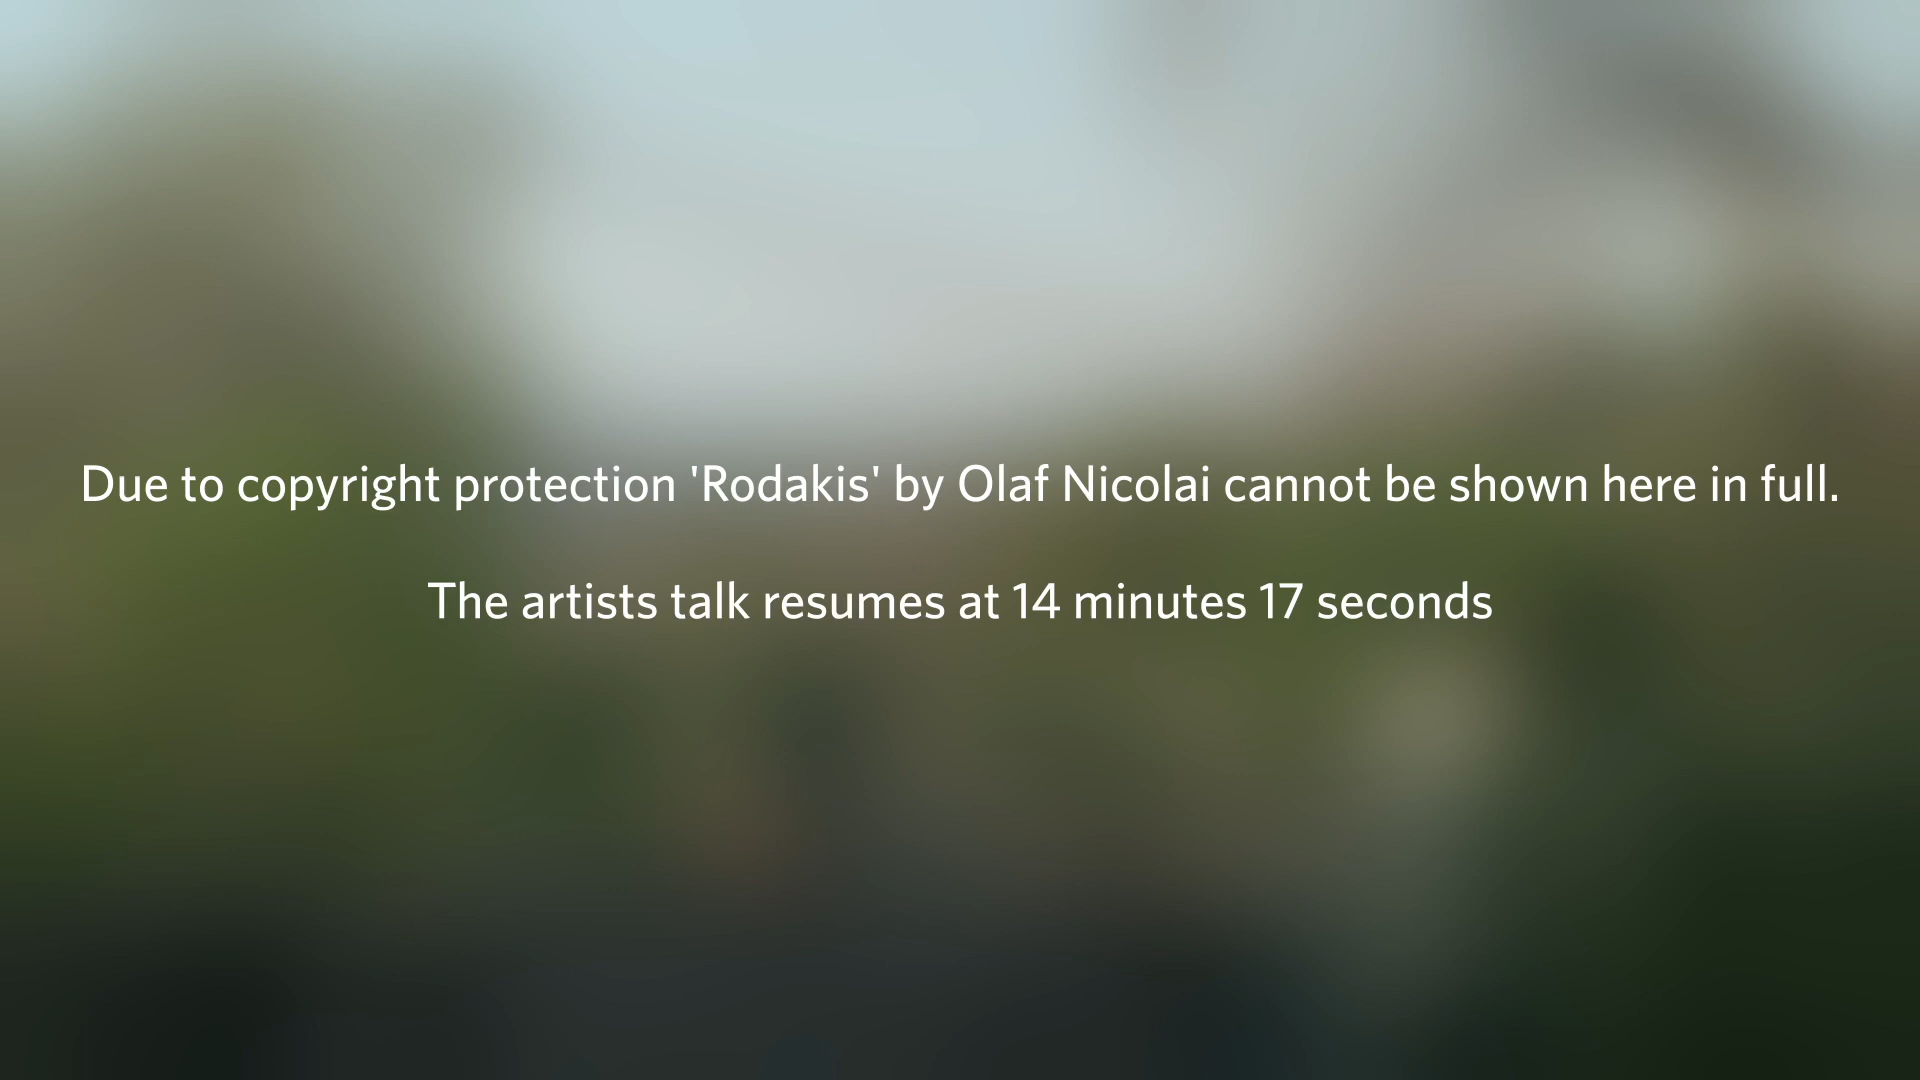 Due to copyright protection 'Rodakis' by Olaf Nicolai cannot be shown here in full.
The artists talk resumes at 14 minutes 17 seconds